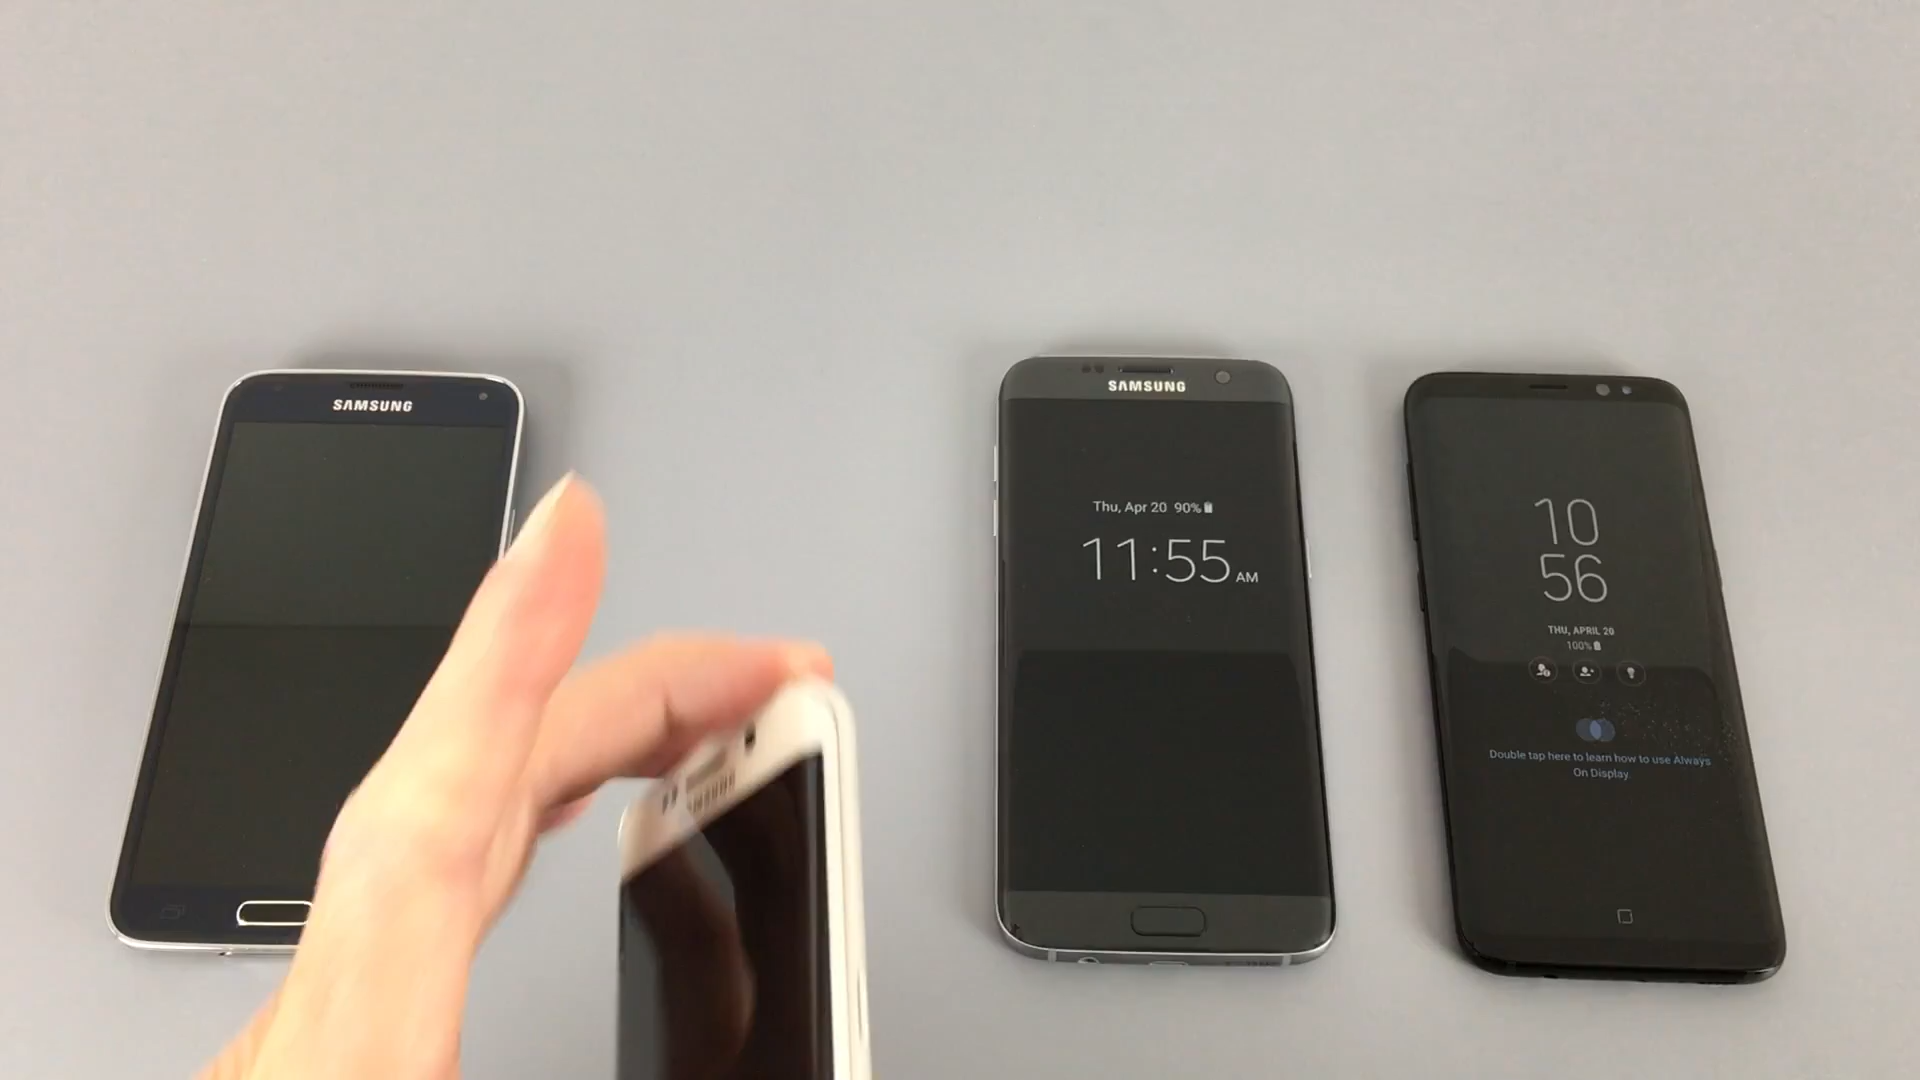 SAMSUNG
SAMSUNG
SAMSUNG
Thu, Apr 20 90%
11:55 AM
10
56
THU, APRIL 20
100%
Double tap here to learn how to use Always
On Display